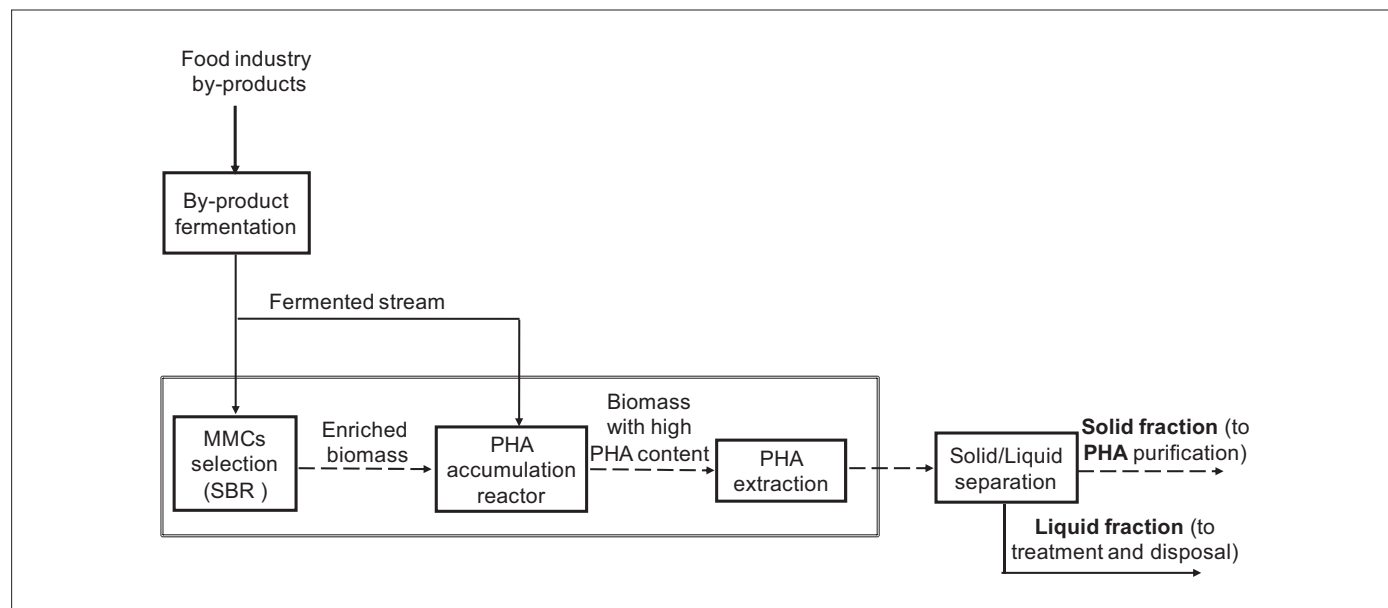 Food industry
by-products
By-product
fermentation
Fermented stream
MMCs
selection
(SBR )
Enriched
biomass
PHA
accumulation
reactor
Biomass
with high
PHA content
PHA
extraction
Solid/Liquid
separation
Solid fraction (to
PHA purification)
Liquid fraction (to
treatment and disposal)